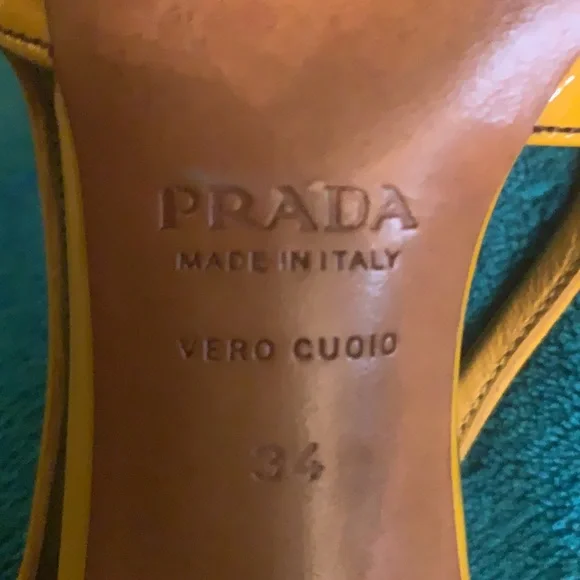 PRADA
MADE IN ITALY
VERO CUOIO
34